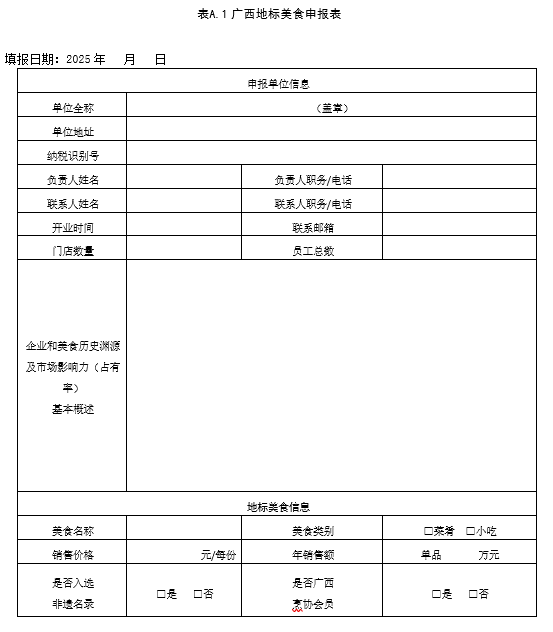 表A.1 广西地标美食申报表
填报日期：2025 年 月 日
申报单位信息
单位全称 （盖章）
单位地址
纳税识别号
负责人姓名 负责人职务/电话
联系人姓名 联系人职务/电话
开业时间 联系邮箱
门店数量 员工总数
企业和美食历史渊源
及市场影响力（占有
率）
基本概述
地标美食信息
美食名称 美食类别 □菜肴 □小吃
销售价格 元/每份 年销售额 单品 万元
是否入选
非遗名录
□是 □否
是否广西
烹协会员
□是 □否